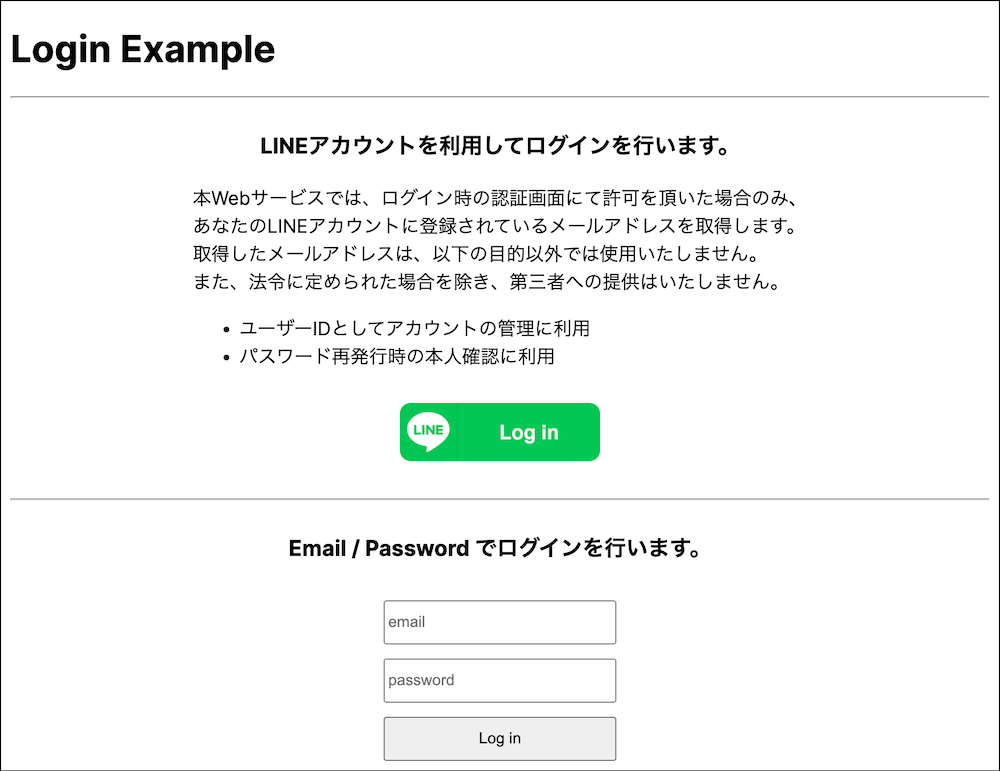 Login Example
LINEアカウントを利用してログインを行います。
本Webサービスでは、ログイン時の認証画面にて許可を頂いた場合のみ、
あなたのLINEアカウントに登録されているメールアドレスを取得します。
取得したメールアドレスは、以下の目的以外では使用いたしません。
また、法令に定められた場合を除き、第三者への提供はいたしません。
• ユーザーIDとしてアカウントの管理に利用
• パスワード再発行時の本人確認に利用
LINE Log in
Email / Password でログインを行います。
email
password
Log in